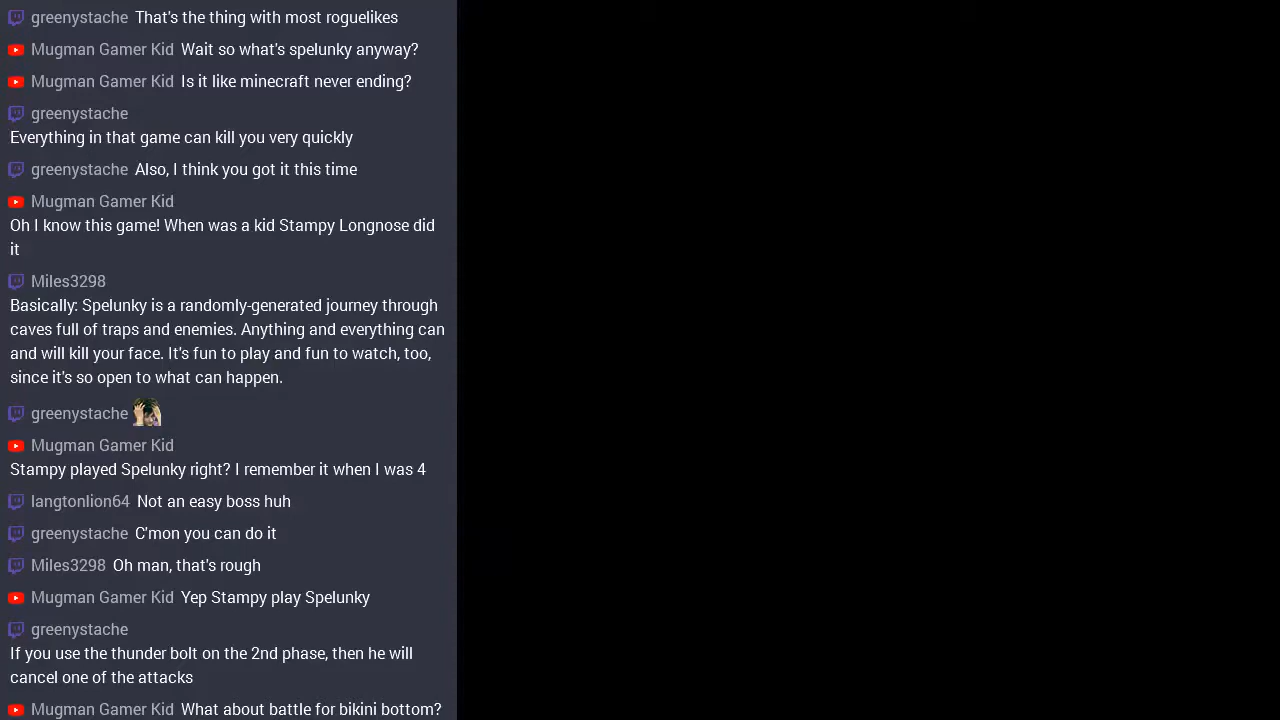 greenystache That's the thing with most roguelikes
Mugman Gamer Kid Wait so what's spelunky anyway?
Mugman Gamer Kid Is it like minecraft never ending?
greenystache
Everything in that game can kill you very quickly
greenystache Also, I think you got it this time
Mugman Gamer Kid
Oh I know this game! When was a kid Stampy Longnose did
it
Miles3298
Basically: Spelunky is a randomly-generated journey through
caves full of traps and enemies. Anything and everything can
and will kill your face. It's fun to play and fun to watch, too,
since it's so open to what can happen.
greenystache
Mugman Gamer Kid
Stampy played Spelunky right? I remember it when I was 4
langtonlion64 Not an easy boss huh
greenystache C'mon you can do it
Miles3298 Oh man, that's rough
Mugman Gamer Kid Yep Stampy play Spelunky
greenystache
If you use the thunder bolt on the 2nd phase, then he will
cancel one of the attacks
Mugman Gamer Kid What about battle for bikini bottom?